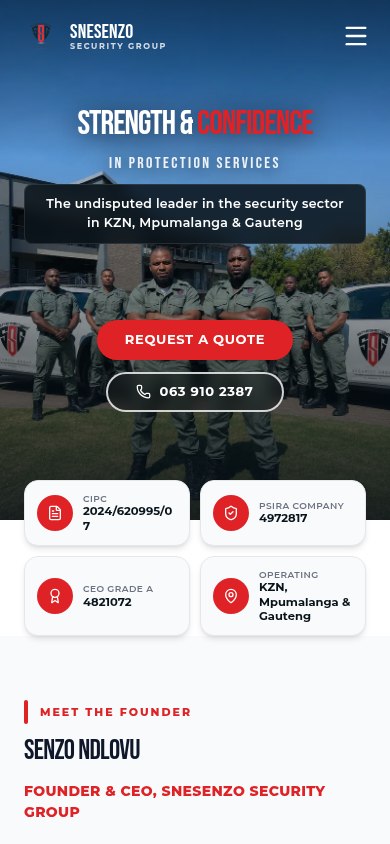 SNESENZO
SECURITY GROUP
STRENGTH & CONFIDENCE
IN PROTECTION SERVICES
The undisputed leader in the security sector
in KZN, Mpumalanga & Gauteng
REQUEST A QUOTE
063 910 2387
CIPC
2024/620995/0
7
PSIRA COMPANY
4972817
CEO GRADE A
4821072
OPERATING
KZN,
Mpumalanga &
Gauteng
MEET THE FOUNDER
SENZO NDLOVU
FOUNDER & CEO, SNESENZO SECURITY
GROUP